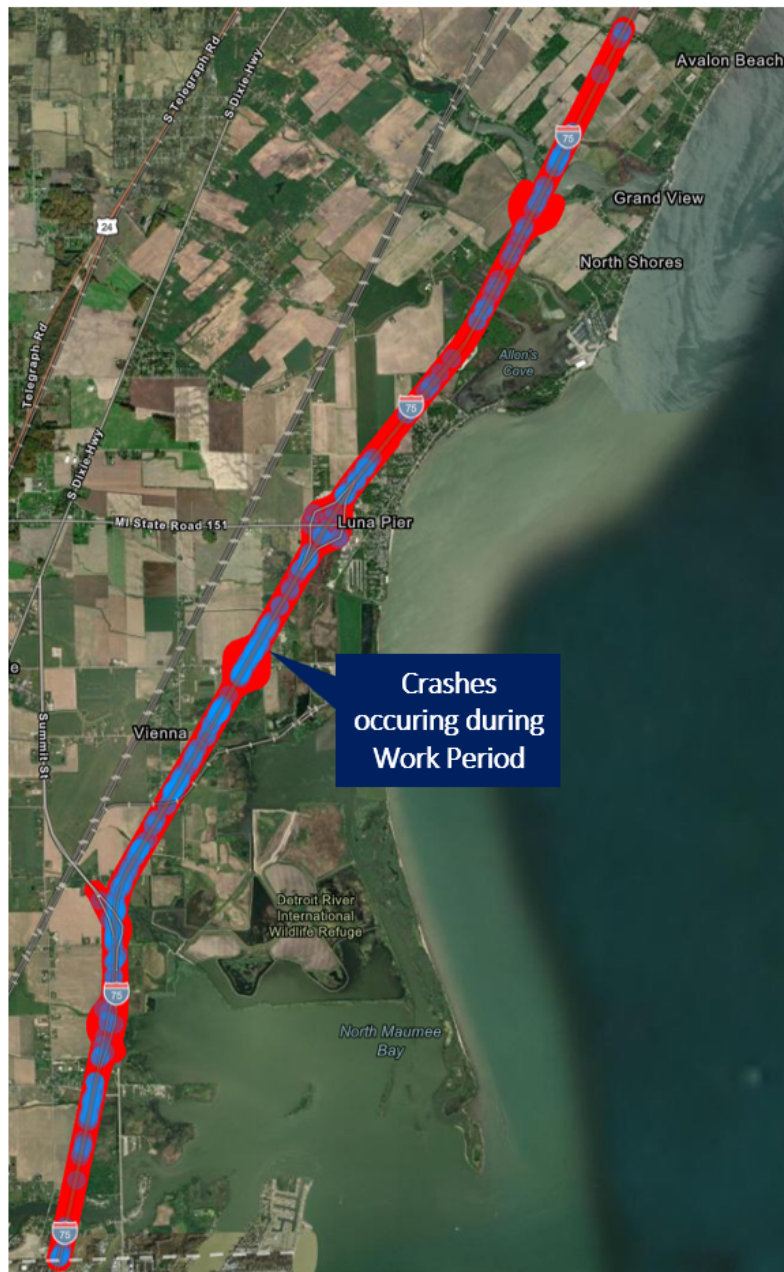 S Telegraph Rd
S Dixie Hwy
Avalon Beach
75
24
Grand View
North Shores
Telegraph Rd
Allen's
Cove
75
S Dixie Hwy
MI State Road 151
Luna Pier
e
Crashes
occuring during
Work Period
Summit St
Vienna
Detroit River
International
Wildlife Refuge
75
North Maumee
Bay
75